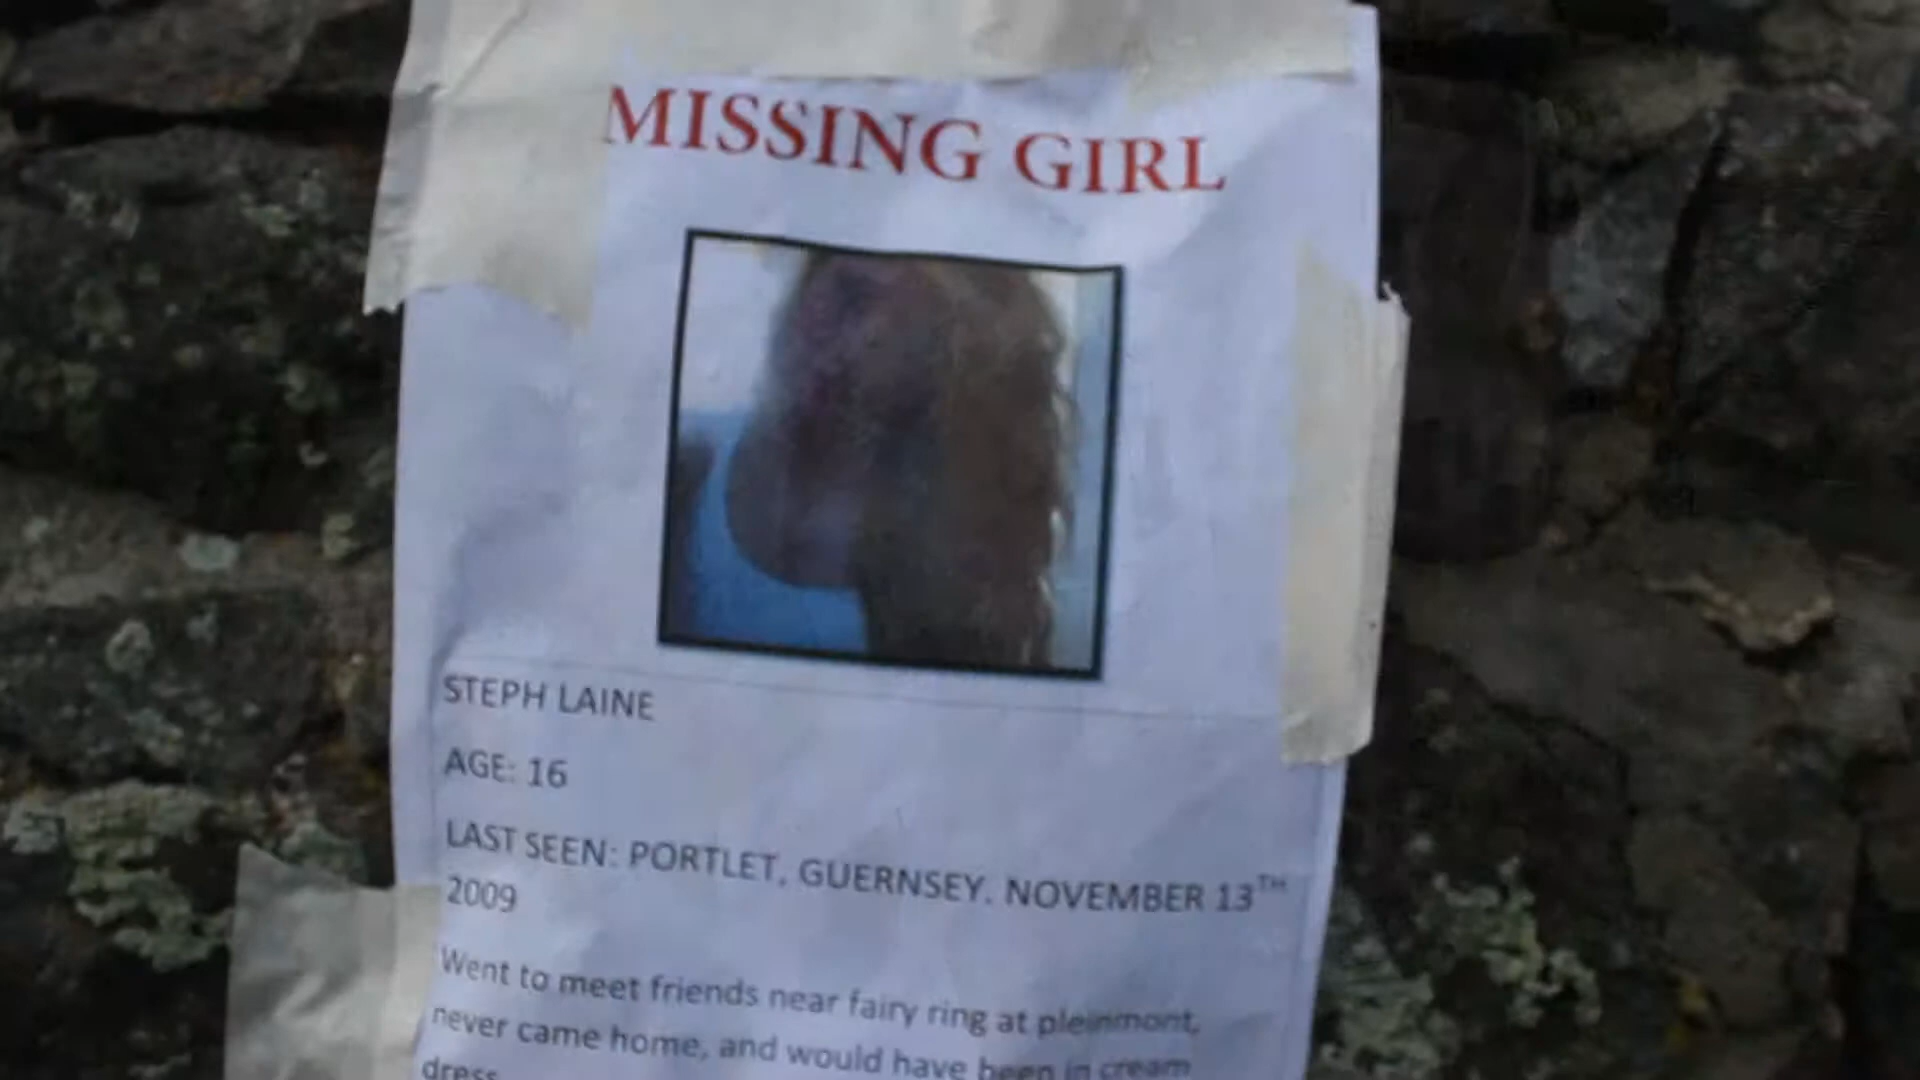 MISSING GIRL
STEPH LAINE
AGE: 16
LAST SEEN: PORTLET, GUERNSEY. NOVEMBER 13TH
2009
Went to meet friends near fairy ring at pleinmont,
never came home, and would have been in cream
dress